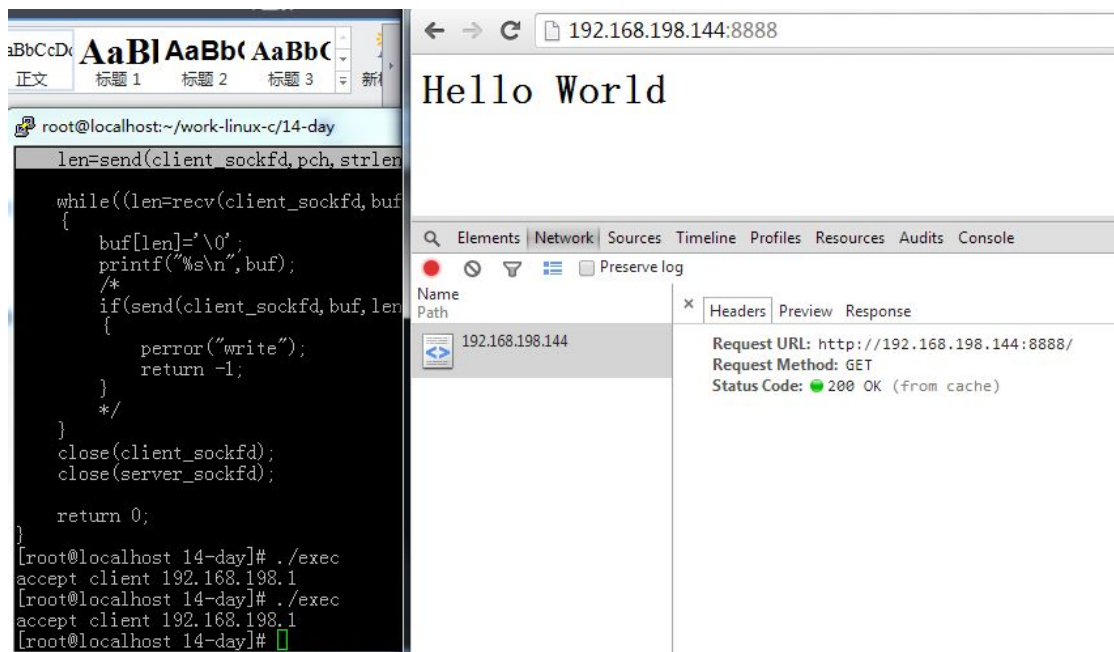 AaBl AaBb( AaBbC
正文 标题 1 标题 2 标题 3
root@localhost:~/work-linux-c/14-day
len=send(client_sockfd,pch,strlen
while((len=recv(client_sockfd,buf
{
buf[len]='\0';
printf("%s\n",buf);
/*
if(send(client_sockfd,buf,len
{
perror("write");
return -1;
}
*/
}
close(client_sockfd);
close(server_sockfd);
return 0;
}
[root@localhost 14-day]# ./exec
accept client 192.168.198.1
[root@localhost 14-day]# ./exec
accept client 192.168.198.1
[root@localhost 14-day]#
192.168.198.144:8888
Hello World
Elements Network Sources Timeline Profiles Resources Audits Console
Preserve log
Name
Path
192.168.198.144
× Headers Preview Response
Request URL: http://192.168.198.144:8888/
Request Method: GET
Status Code: 200 OK (from cache)